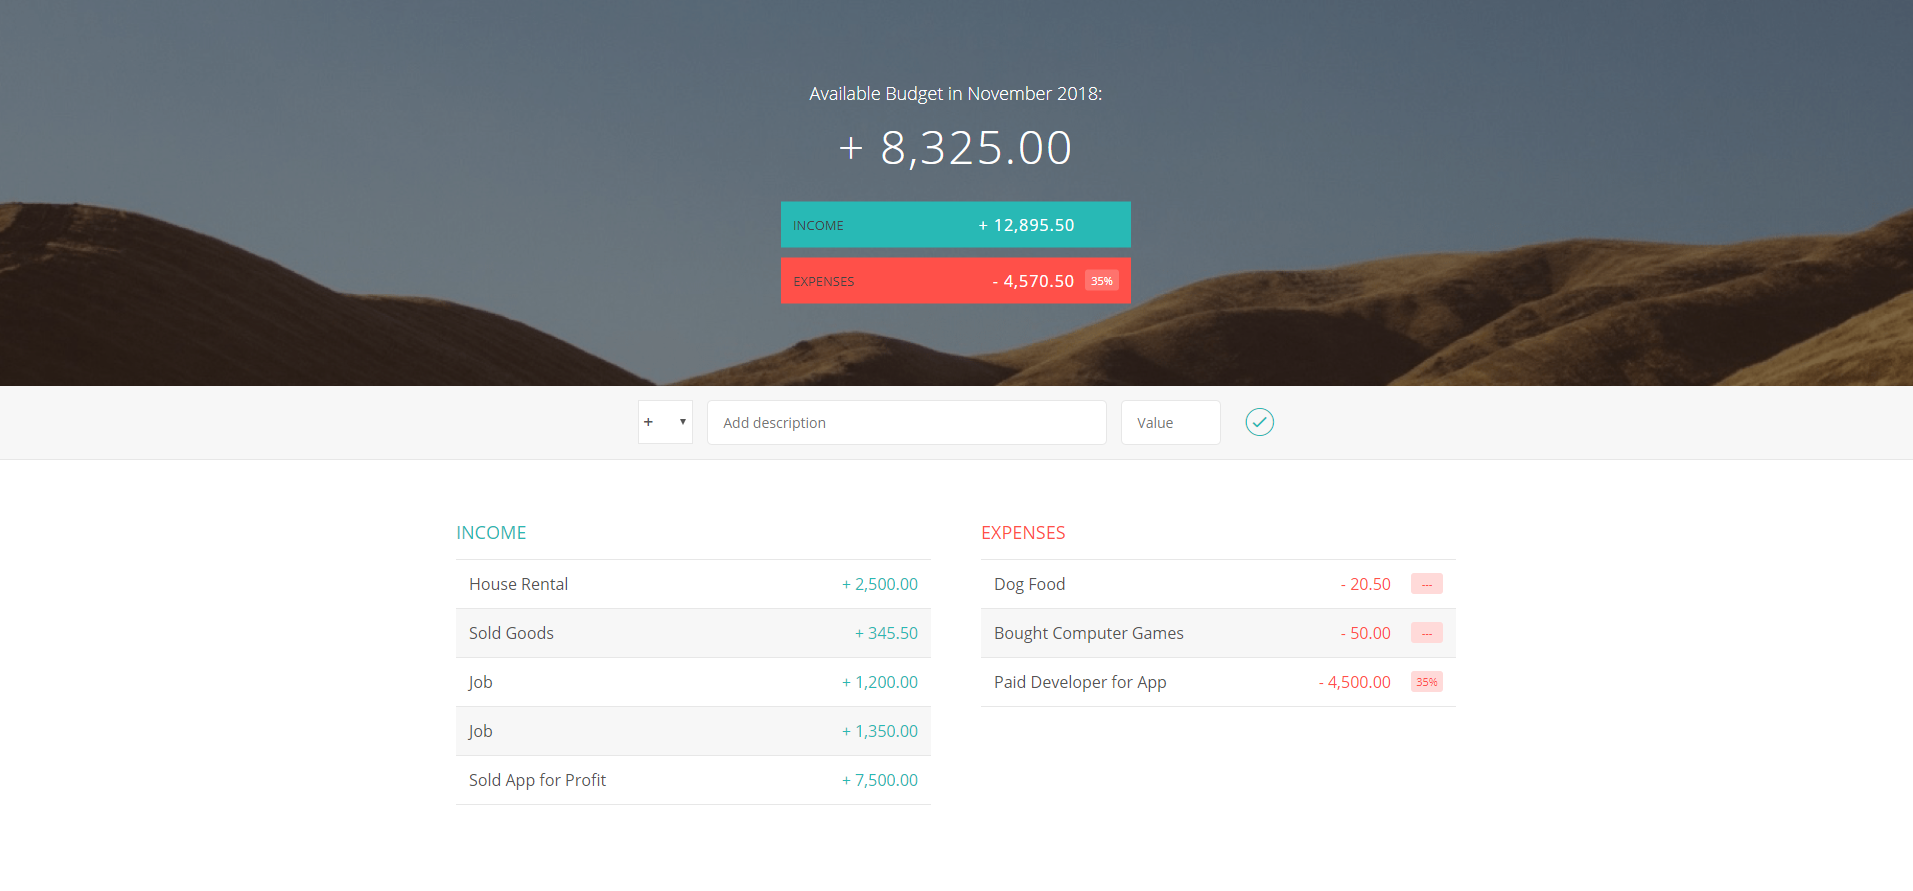 Available Budget in November 2018:
+ 8,325.00
INCOME + 12,895.50
EXPENSES - 4,570.50 35%
+ Add description Value
INCOME
House Rental + 2,500.00
Sold Goods + 345.50
Job + 1,200.00
Job + 1,350.00
Sold App for Profit + 7,500.00
EXPENSES
Dog Food - 20.50 ---
Bought Computer Games - 50.00 ---
Paid Developer for App - 4,500.00 35%